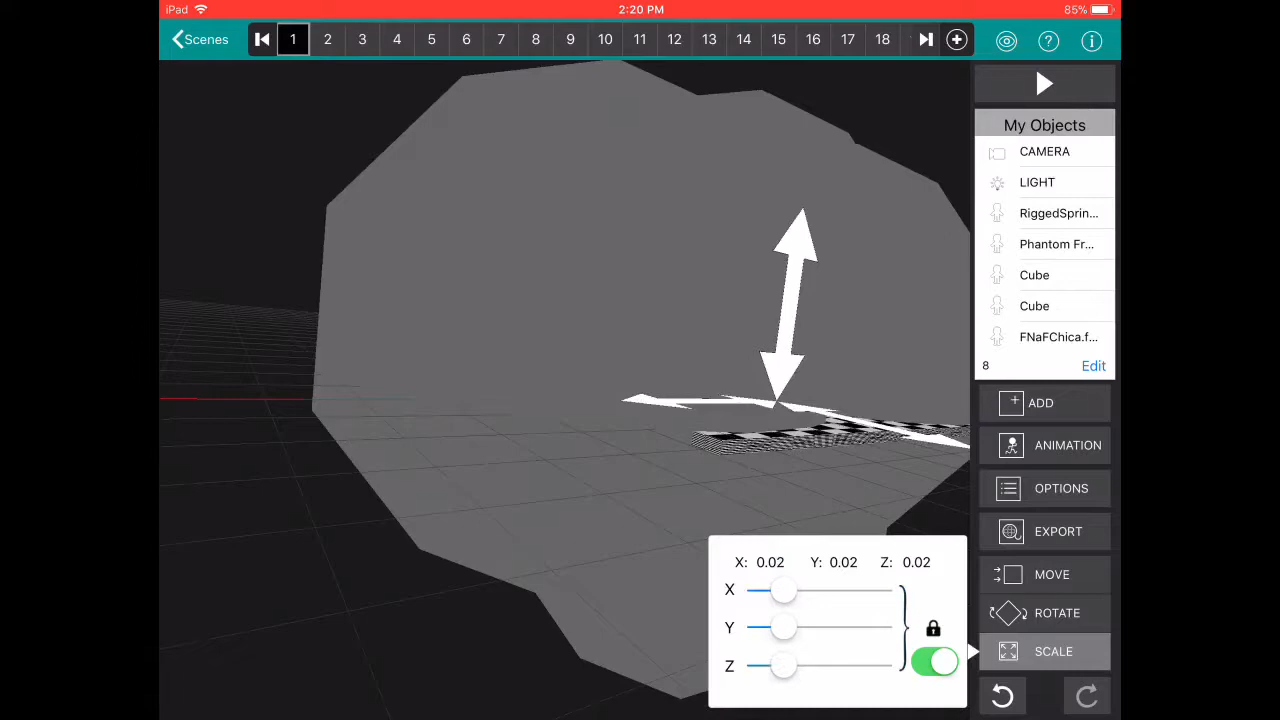 iPad 2:20 PM 85%
Scenes 1 2 3 4 5 6 7 8 9 10 11 12 13 14 15 16 17 18
My Objects
CAMERA
LIGHT
RiggedSprin...
Phantom Fr...
Cube
Cube
FNaFChica.f...
8 Edit
ADD
ANIMATION
OPTIONS
EXPORT
MOVE
ROTATE
SCALE
X: 0.02 Y: 0.02 Z: 0.02
X
Y
Z